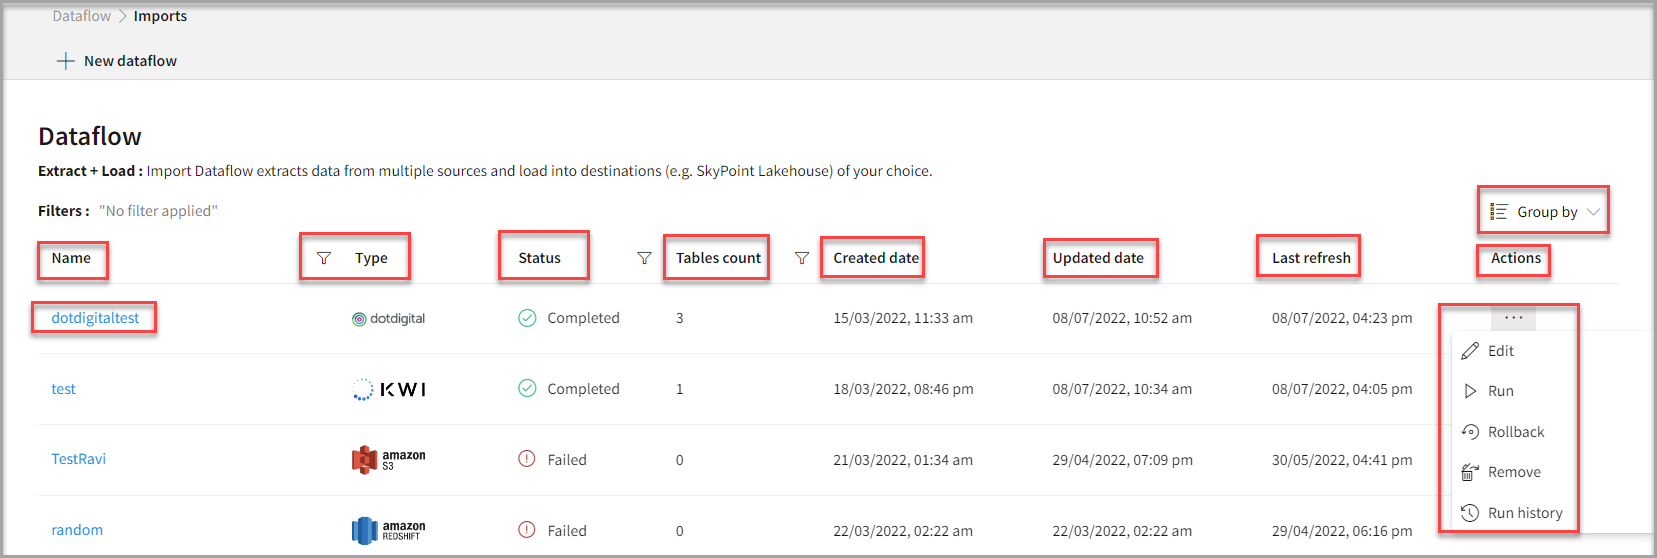 Dataflow > Imports
+ New dataflow
Dataflow
Extract + Load : Import Dataflow extracts data from multiple sources and load into destinations (e.g. SkyPoint Lakehouse) of your choice.
Filters : "No filter applied"
Group by
Name Type Status Tables count Created date Updated date Last refresh Actions
dotdigitaltest dotdigital Completed 3 15/03/2022, 11:33 am 08/07/2022, 10:52 am 08/07/2022, 04:23 pm ...
Edit
test KWI Completed 1 18/03/2022, 08:46 pm 08/07/2022, 10:34 am 08/07/2022, 04:05 pm Run
Rollback
TestRavi amazon S3 Failed 0 21/03/2022, 01:34 am 29/04/2022, 07:09 pm 30/05/2022, 04:41 pm
Remove
Run history
random amazon REDSHIFT Failed 0 22/03/2022, 02:22 am 22/03/2022, 02:22 am 29/04/2022, 06:16 pm